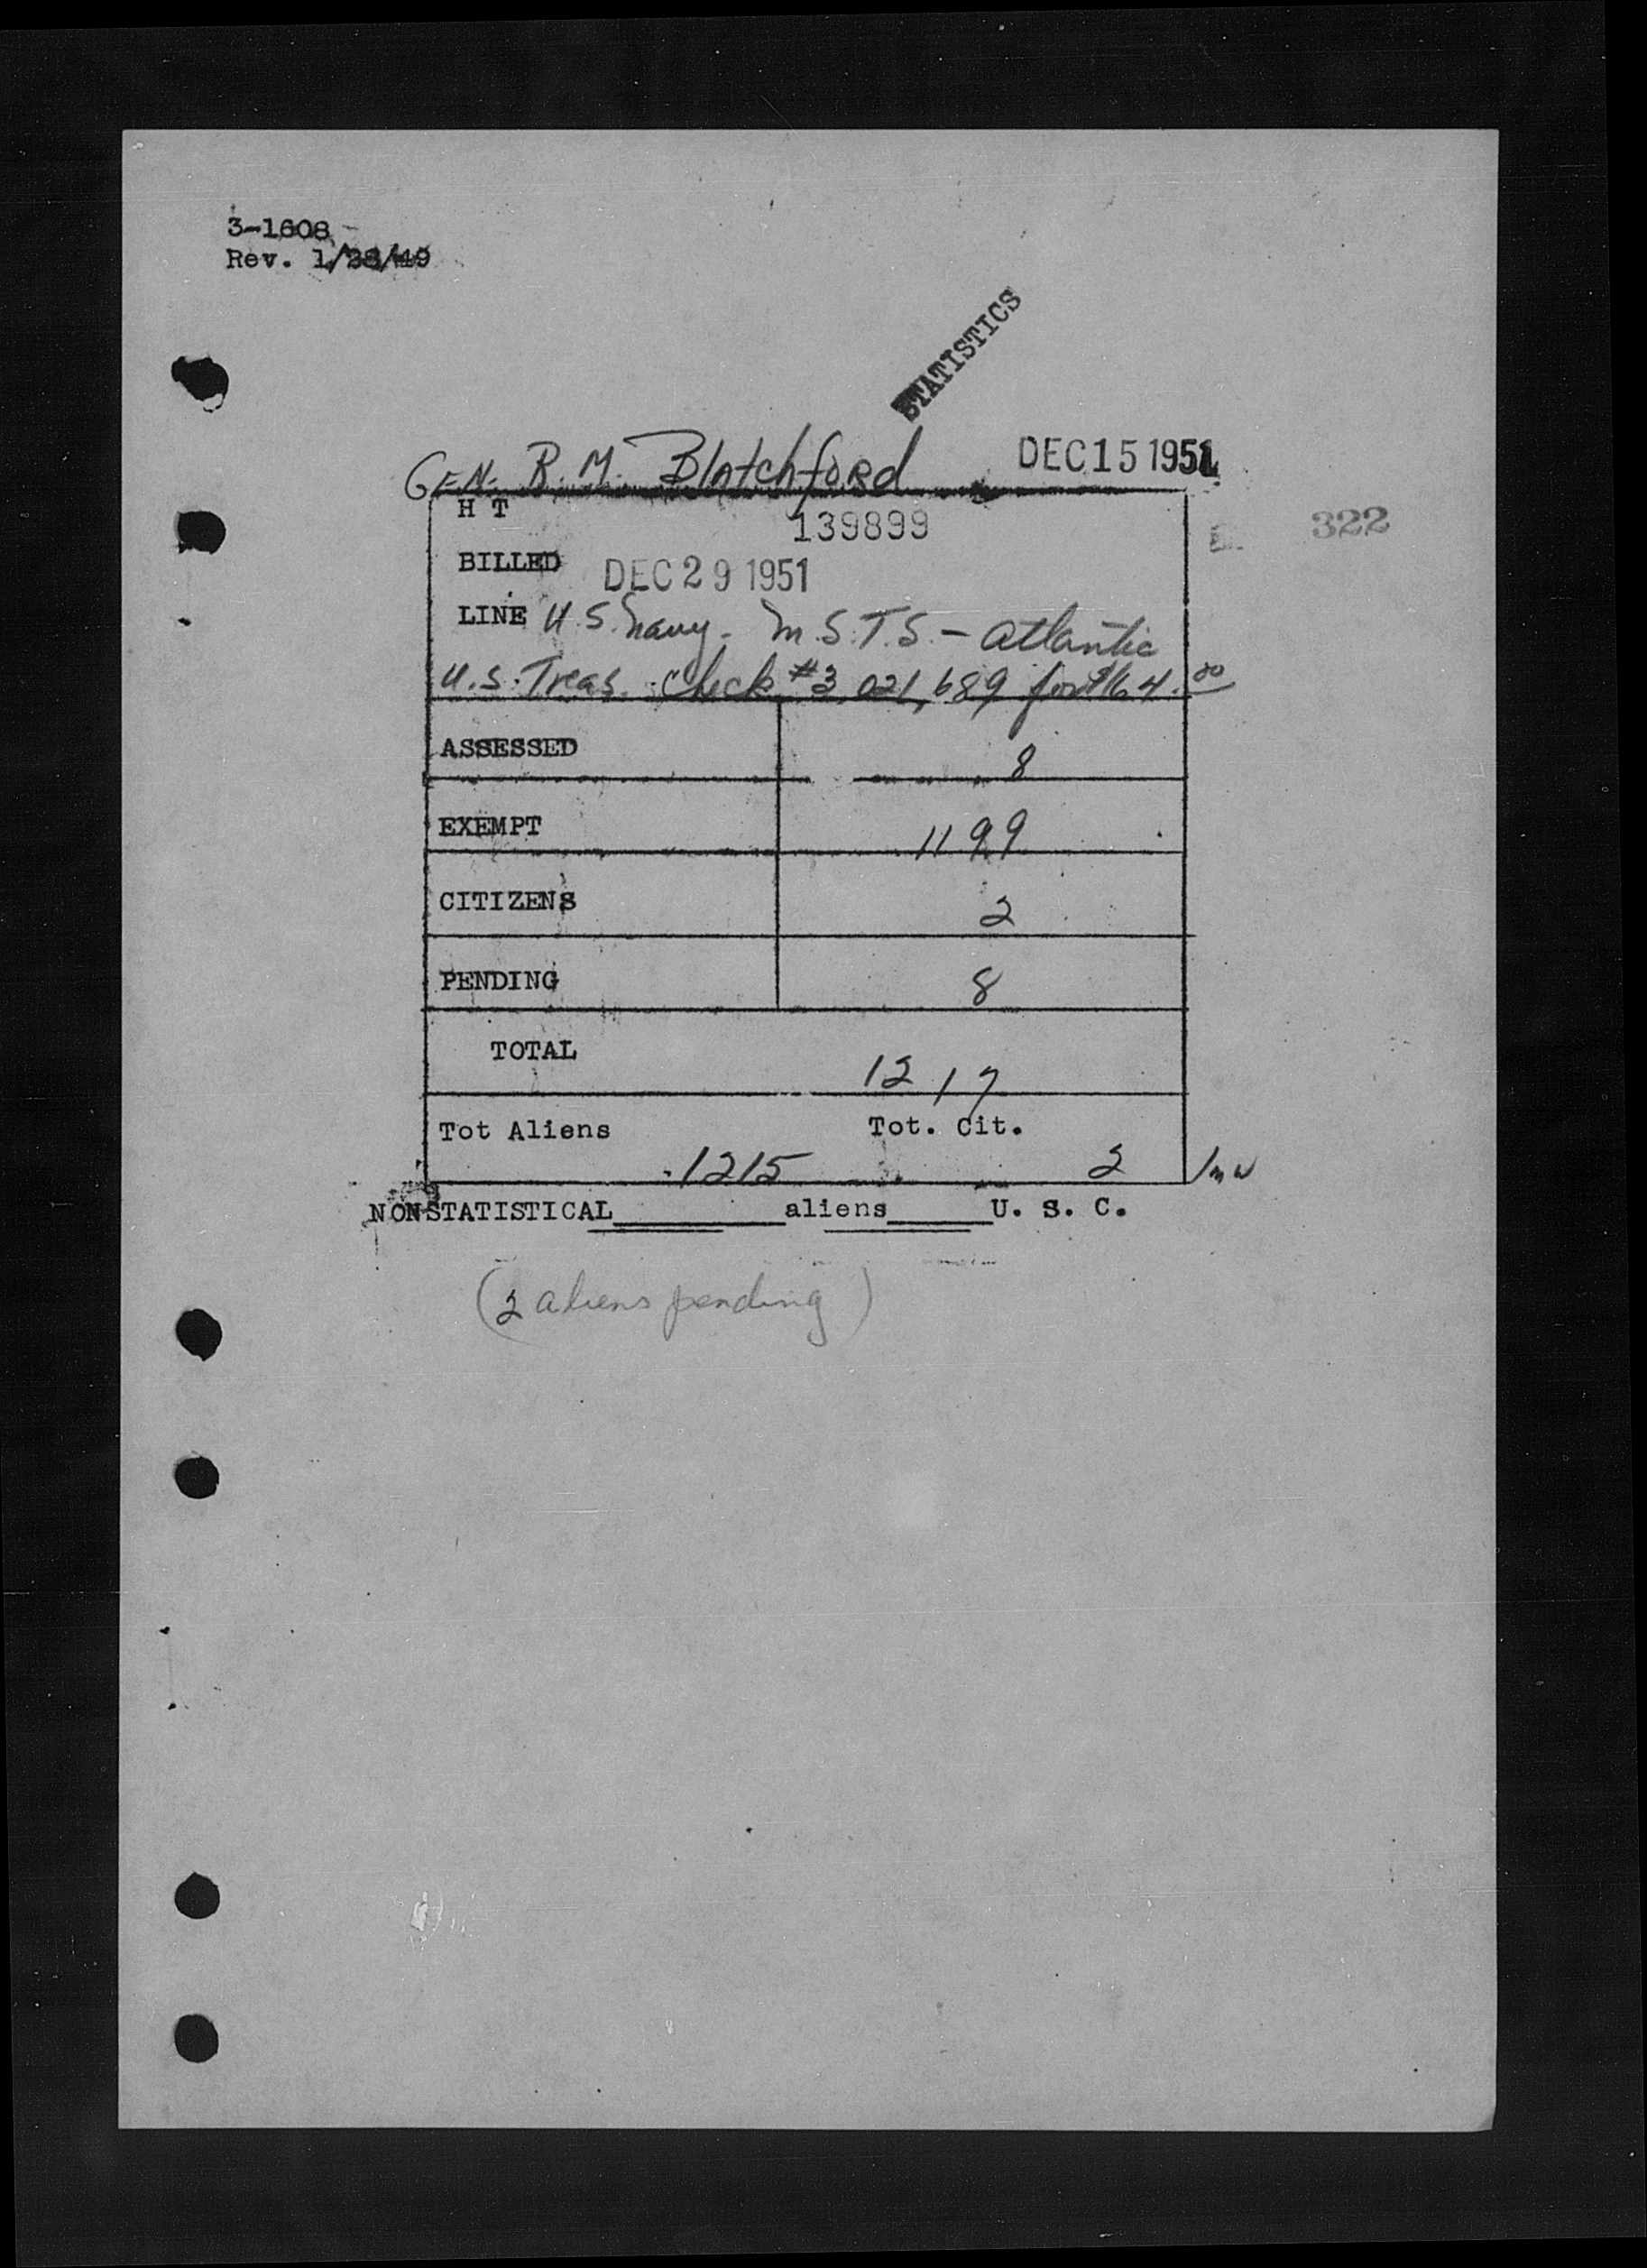 3-1608
Rev. 1/28/49
STATISTICS
GEN. R. M. Blatchford DEC 15 1951
H T 139899
322
BILLED DEC 29 1951
LINE U.S. Navy - M.S.T.S. - Atlantic
U.S. Treas. Check #3,021,689 for $64.00
ASSESSED 8
EXEMPT 1199
CITIZENS 2
PENDING 8
TOTAL 1217
Tot Aliens Tot. Cit.
1215 2
NONSTATISTICAL aliens U. S. C.
(2 aliens pending)